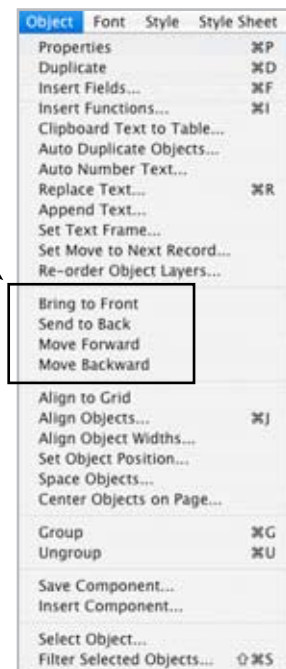 Object Font Style Style Sheet
Properties ⌘P
Duplicate ⌘D
Insert Fields... ⌘F
Insert Functions... ⌘I
Clipboard Text to Table...
Auto Duplicate Objects...
Auto Number Text...
Replace Text... ⌘R
Append Text...
Set Text Frame...
Set Move to Next Record...
Re-order Object Layers...
Bring to Front
Send to Back
Move Forward
Move Backward
Align to Grid
Align Objects... ⌘J
Align Object Widths...
Set Object Position...
Space Objects...
Center Objects on Page...
Group ⌘G
Ungroup ⌘U
Save Component...
Insert Component...
Select Object...
Filter Selected Objects... ⇧⌘S